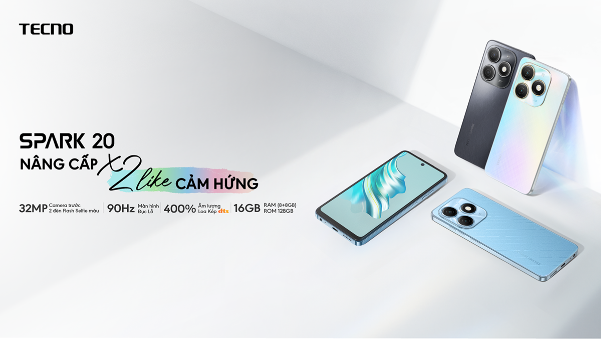 TECNO
SPARK 20
NÂNG CẤP X2 like CẢM HỨNG
32MP Camera trước
2 đèn Flash Selfie màu
90Hz Màn hình
Đục Lỗ
400% Âm lượng
Loa Kép dts
16GB RAM (8+8GB)
ROM 128GB